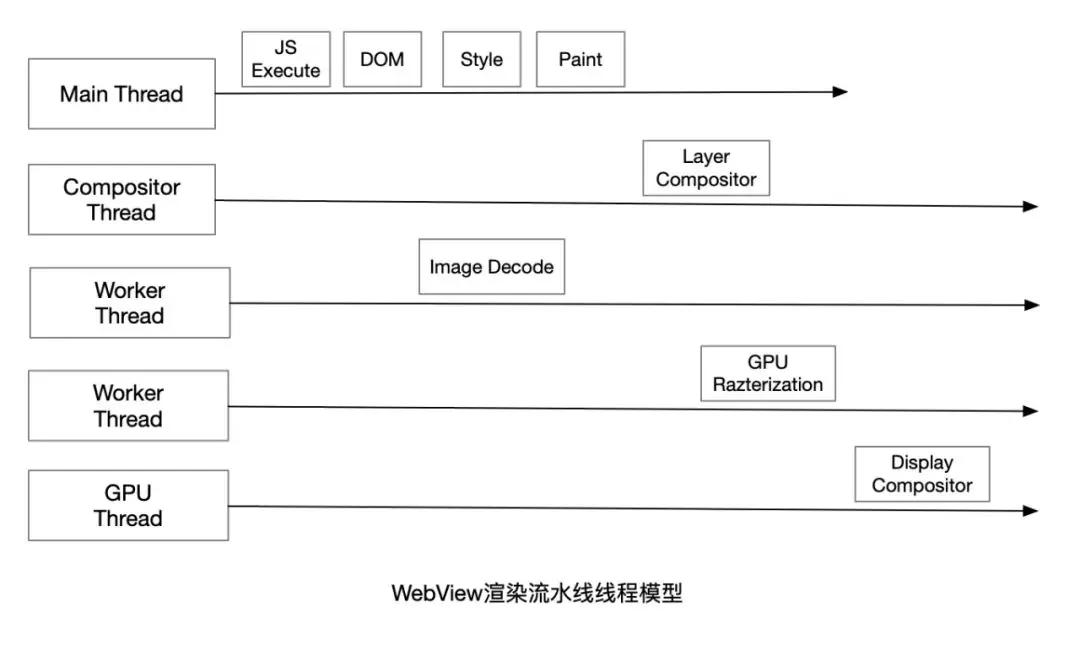 JS
Execute
DOM
Style
Paint
Main Thread
Layer
Compositor
Compositor
Thread
Image Decode
Worker
Thread
GPU
Razterization
Worker
Thread
Display
Compositor
GPU
Thread
WebView渲染流水线线程模型